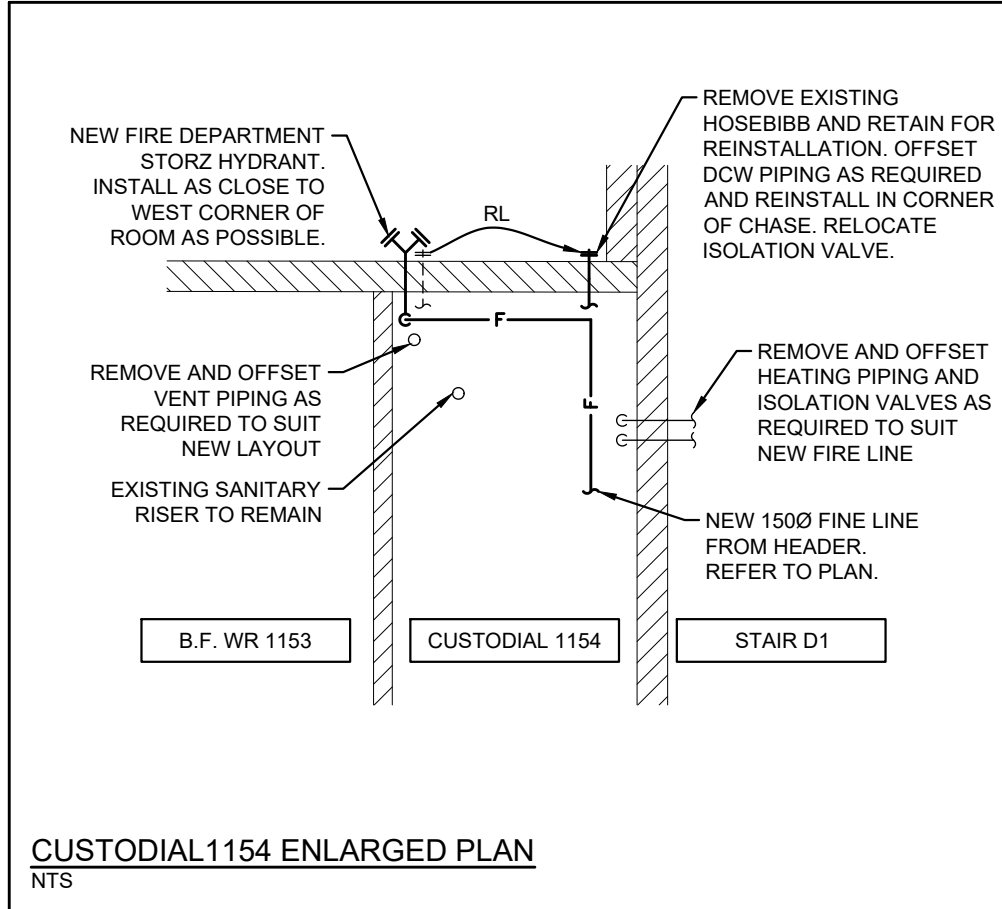 NEW FIRE DEPARTMENT
STORZ HYDRANT.
INSTALL AS CLOSE TO
WEST CORNER OF
ROOM AS POSSIBLE.
RL
REMOVE EXISTING
HOSEBIBB AND RETAIN FOR
REINSTALLATION. OFFSET
DCW PIPING AS REQUIRED
AND REINSTALL IN CORNER
OF CHASE. RELOCATE
ISOLATION VALVE.
F
F
REMOVE AND OFFSET
VENT PIPING AS
REQUIRED TO SUIT
NEW LAYOUT
REMOVE AND OFFSET
HEATING PIPING AND
ISOLATION VALVES AS
REQUIRED TO SUIT
NEW FIRE LINE
EXISTING SANITARY
RISER TO REMAIN
NEW 150Ø FINE LINE
FROM HEADER.
REFER TO PLAN.
B.F. WR 1153
CUSTODIAL 1154
STAIR D1
CUSTODIAL1154 ENLARGED PLAN
NTS